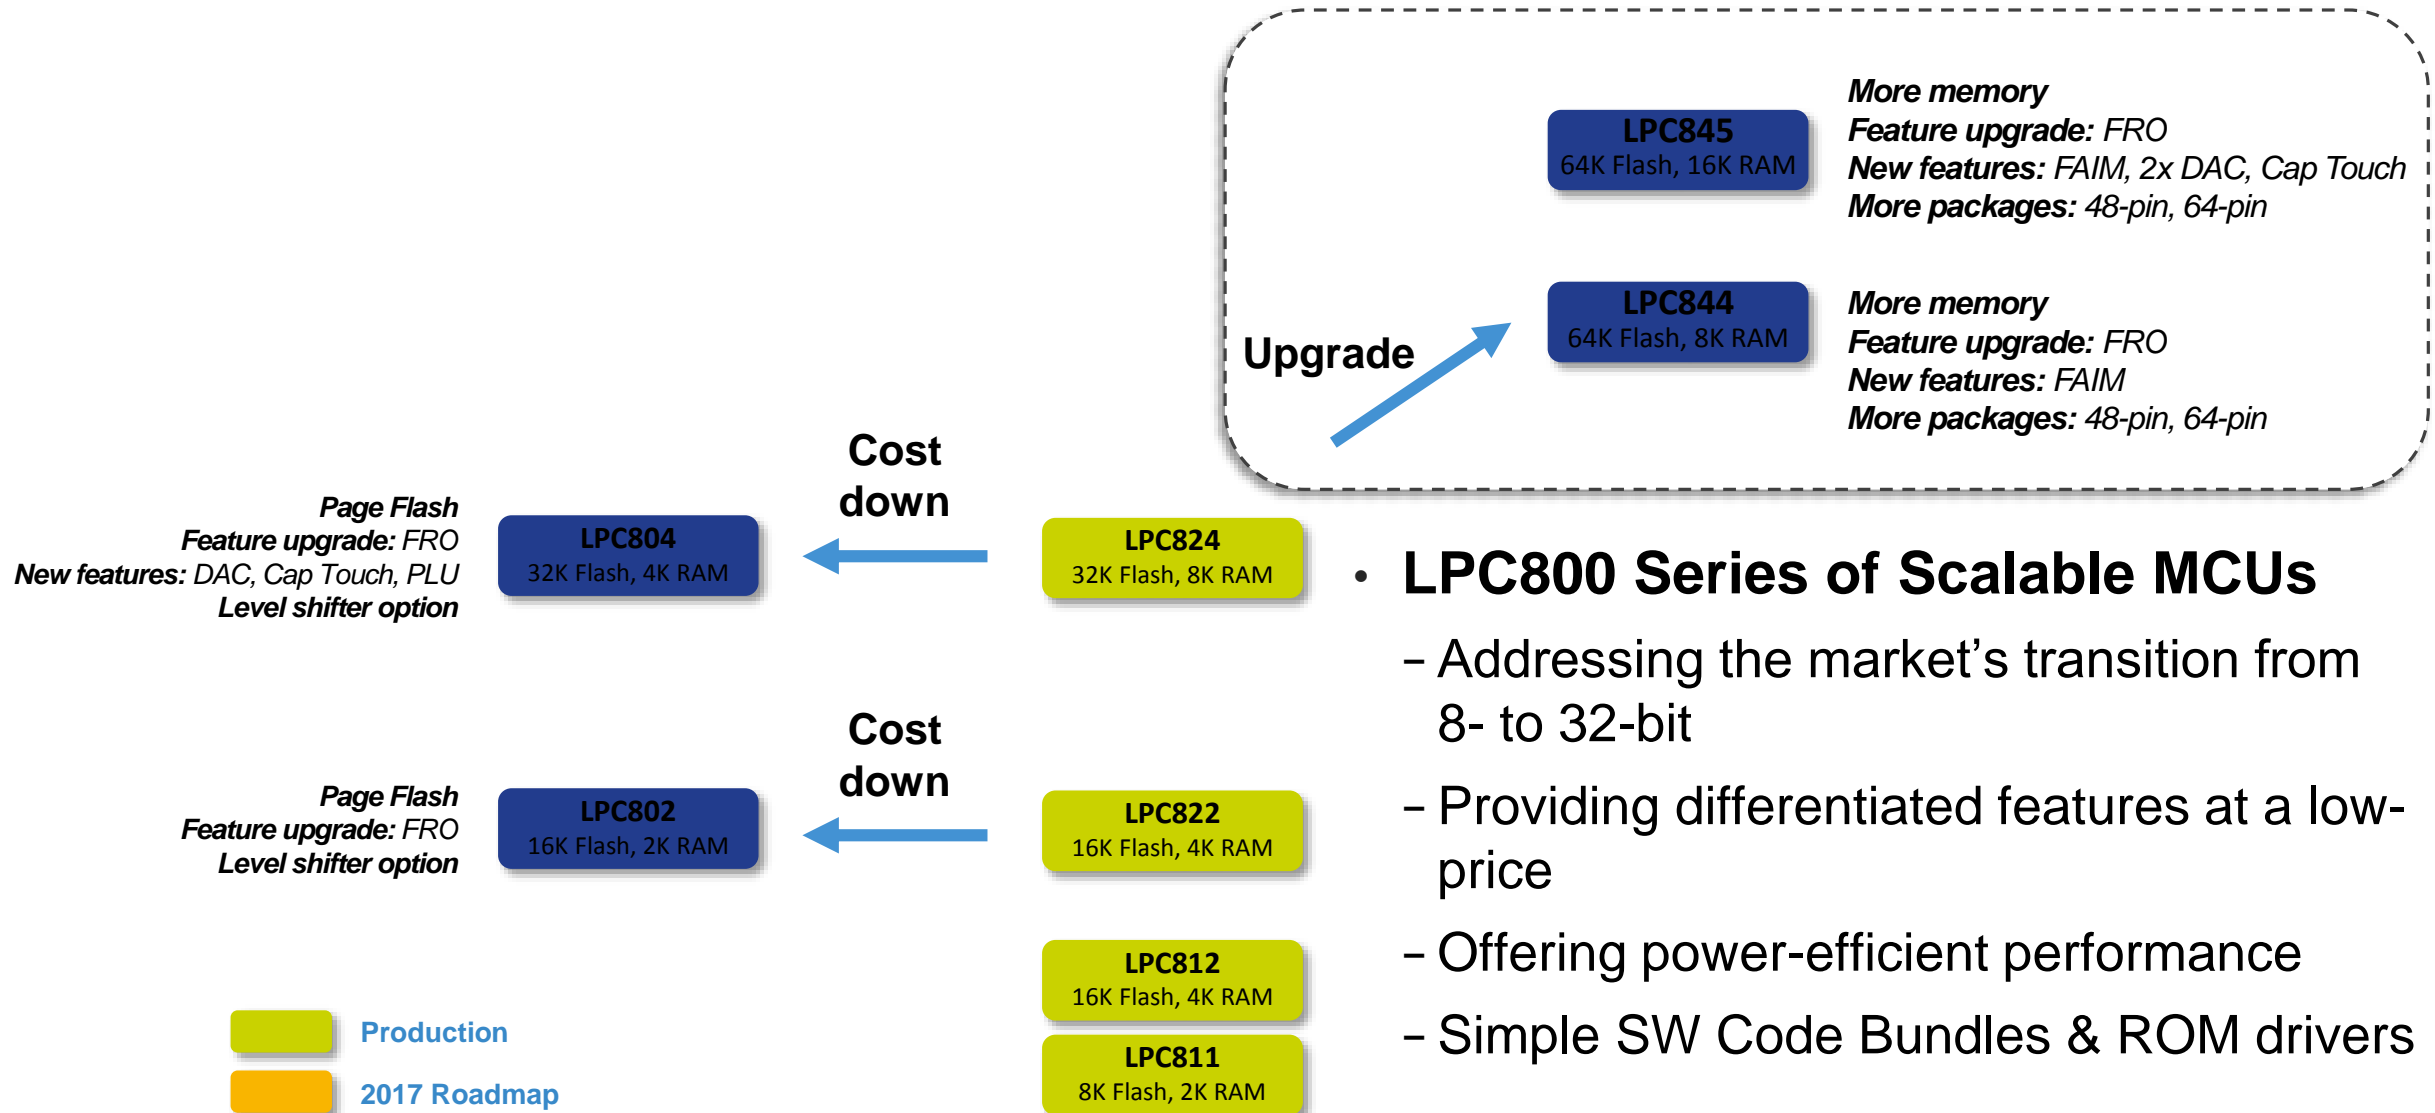 LPC845
64K Flash, 16K RAM
More memory
Feature upgrade: FRO
New features: FAIM, 2x DAC, Cap Touch
More packages: 48-pin, 64-pin
Upgrade
LPC844
64K Flash, 8K RAM
More memory
Feature upgrade: FRO
New features: FAIM
More packages: 48-pin, 64-pin
Page Flash
Feature upgrade: FRO
New features: DAC, Cap Touch, PLU
Level shifter option
LPC804
32K Flash, 4K RAM
Cost
down
LPC824
32K Flash, 8K RAM
Page Flash
Feature upgrade: FRO
Level shifter option
LPC802
16K Flash, 2K RAM
Cost
down
LPC822
16K Flash, 4K RAM
LPC812
16K Flash, 4K RAM
LPC811
8K Flash, 2K RAM
• LPC800 Series of Scalable MCUs
– Addressing the market’s transition from
8- to 32-bit
– Providing differentiated features at a low-
price
– Offering power-efficient performance
– Simple SW Code Bundles & ROM drivers
Production
2017 Roadmap